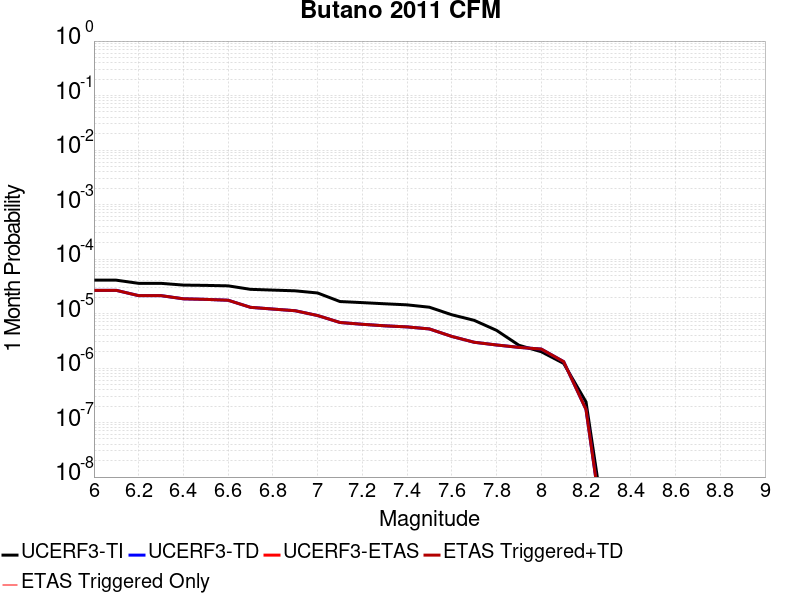 Butano 2011 CFM
10^0
10^-1
10^-2
10^-3
10^-4
10^-5
10^-6
10^-7
10^-8
1 Month Probability
6 6.2 6.4 6.6 6.8 7 7.2 7.4 7.6 7.8 8 8.2 8.4 8.6 8.8 9
Magnitude
UCERF3-TI UCERF3-TD UCERF3-ETAS ETAS Triggered+TD
ETAS Triggered Only